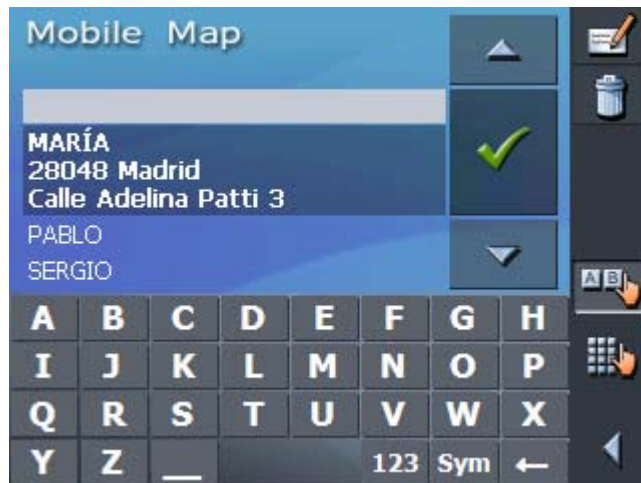 Mobile Map
MARÍA
28048 Madrid
Calle Adelina Patti 3
PABLO
SERGIO
A B
A B C D E F G H
I J K L M N O P
Q R S T U V W X
Y Z _ 123 Sym ←